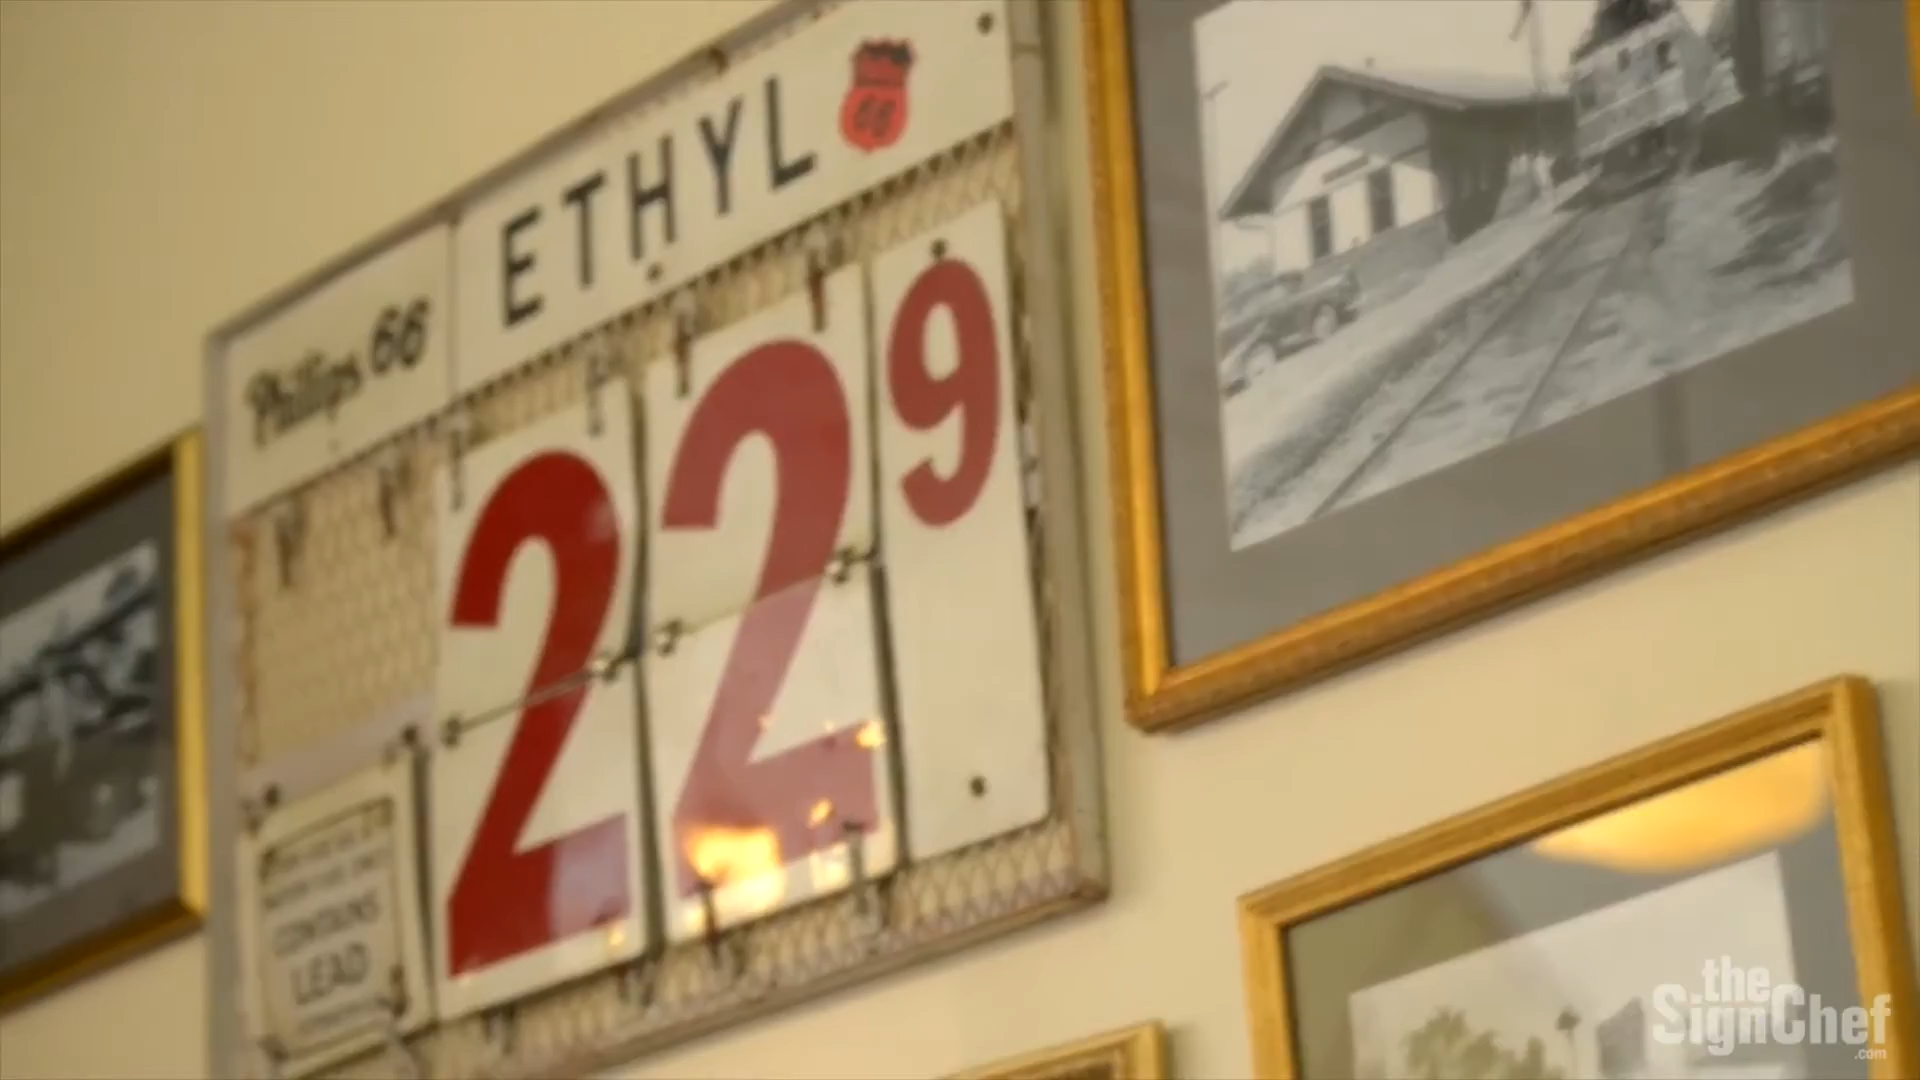 ETHYL
66
Phillips 66
22 9
CONTAINS
LEAD
the
SignChef
.com